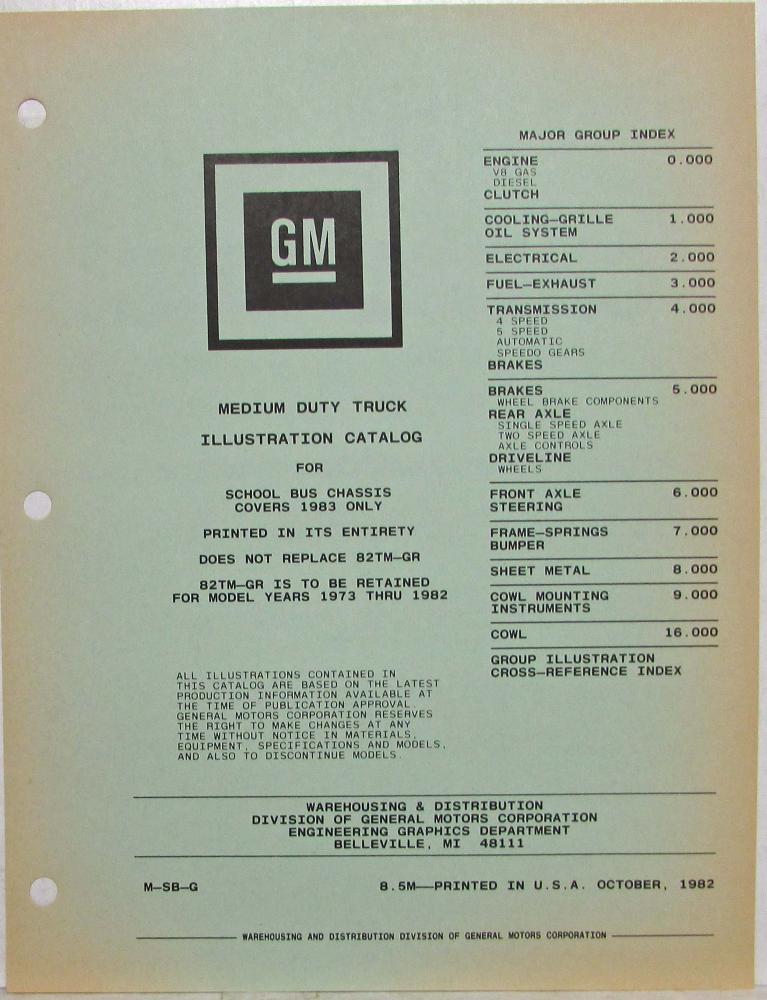 GM
MEDIUM DUTY TRUCK
ILLUSTRATION CATALOG
FOR
SCHOOL BUS CHASSIS
COVERS 1983 ONLY
PRINTED IN ITS ENTIRETY
DOES NOT REPLACE 82TM—GR
82TM—GR IS TO BE RETAINED
FOR MODEL YEARS 1973 THRU 1982
ALL ILLUSTRATIONS CONTAINED IN
THIS CATALOG ARE BASED ON THE LATEST
PRODUCTION INFORMATION AVAILABLE AT
THE TIME OF PUBLICATION APPROVAL.
GENERAL MOTORS CORPORATION RESERVES
THE RIGHT TO MAKE CHANGES AT ANY
TIME WITHOUT NOTICE IN MATERIALS,
EQUIPMENT, SPECIFICATIONS AND MODELS,
AND ALSO TO DISCONTINUE MODELS.
MAJOR GROUP INDEX
ENGINE 0.000
V8 GAS
DIESEL
CLUTCH
COOLING—GRILLE 1.000
OIL SYSTEM
ELECTRICAL 2.000
FUEL—EXHAUST 3.000
TRANSMISSION 4.000
4 SPEED
5 SPEED
AUTOMATIC
SPEEDO GEARS
BRAKES
BRAKES 5.000
WHEEL BRAKE COMPONENTS
REAR AXLE
SINGLE SPEED AXLE
TWO SPEED AXLE
AXLE CONTROLS
DRIVELINE
WHEELS
FRONT AXLE 6.000
STEERING
FRAME—SPRINGS 7.000
BUMPER
SHEET METAL 8.000
COWL MOUNTING 9.000
INSTRUMENTS
COWL 16.000
GROUP ILLUSTRATION
CROSS—REFERENCE INDEX
WAREHOUSING & DISTRIBUTION
DIVISION OF GENERAL MOTORS CORPORATION
ENGINEERING GRAPHICS DEPARTMENT
BELLEVILLE, MI 48111
M—SB—G 8.5M——PRINTED IN U.S.A. OCTOBER, 1982
WAREHOUSING AND DISTRIBUTION DIVISION OF GENERAL MOTORS CORPORATION